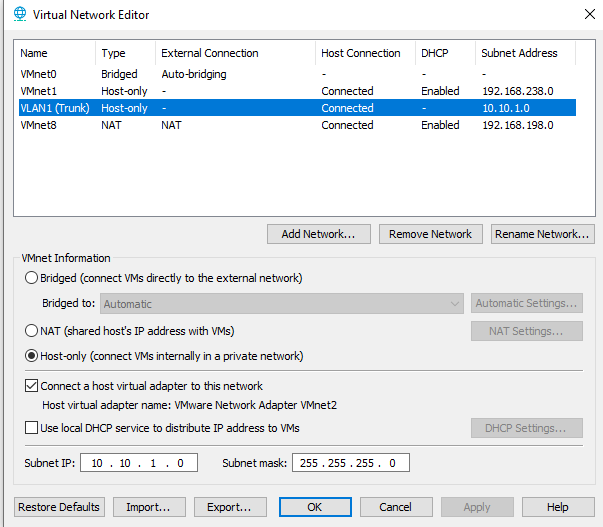 Virtual Network Editor
Name Type External Connection Host Connection DHCP Subnet Address
VMnet0 Bridged Auto-bridging - - -
VMnet1 Host-only - Connected Enabled 192.168.238.0
VLAN1 (Trunk) Host-only - Connected - 10.10.1.0
VMnet8 NAT NAT Connected Enabled 192.168.198.0
Add Network... Remove Network Rename Network...
VMnet Information
Bridged (connect VMs directly to the external network)
Bridged to: Automatic Automatic Settings...
NAT (shared host's IP address with VMs) NAT Settings...
Host-only (connect VMs internally in a private network)
Connect a host virtual adapter to this network
Host virtual adapter name: VMware Network Adapter VMnet2
Use local DHCP service to distribute IP address to VMs DHCP Settings...
Subnet IP: 10 . 10 . 1 . 0 Subnet mask: 255 . 255 . 255 . 0
Restore Defaults Import... Export... OK Cancel Apply Help